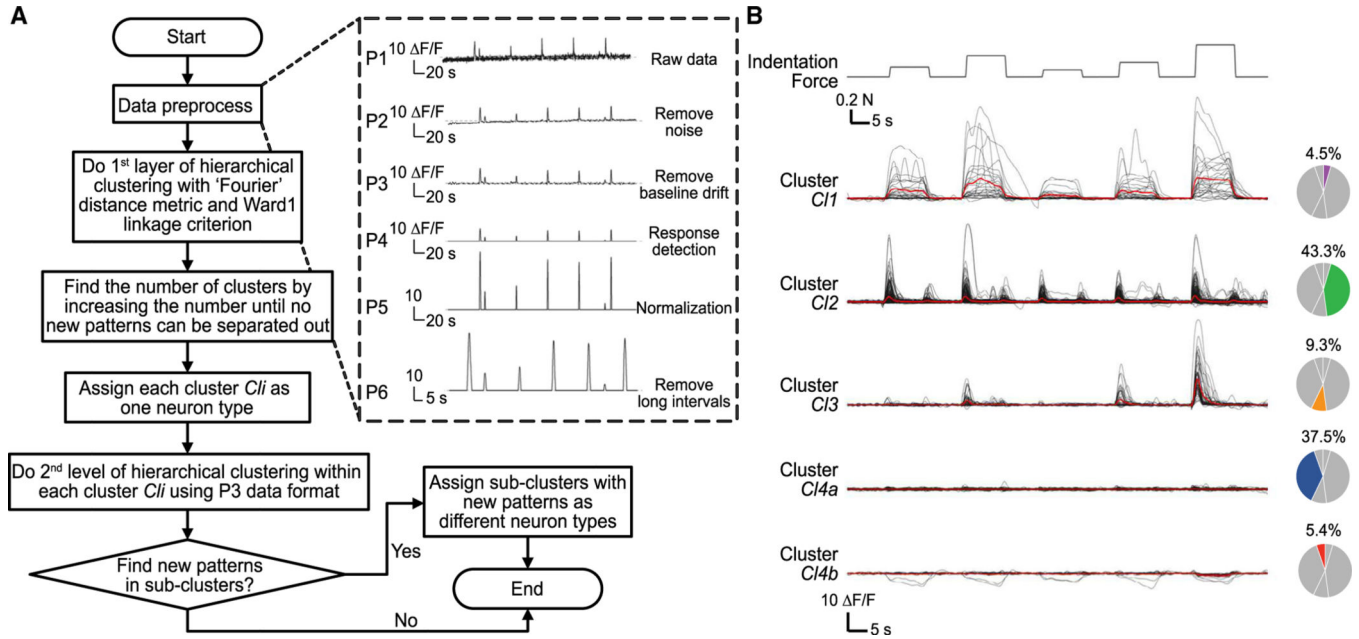 A
Start
Data preprocess
Do 1st layer of hierarchical
clustering with ‘Fourier’
distance metric and Ward1
linkage criterion
Find the number of clusters by
increasing the number until no
new patterns can be separated out
Assign each cluster Cli as
one neuron type
Do 2nd level of hierarchical clustering within
each cluster Cli using P3 data format
Find new patterns
in sub-clusters?
Yes
No
Assign sub-clusters with
new patterns as
different neuron types
End
P1
10 ΔF/F
20 s
Raw data
P2
10 ΔF/F
20 s
Remove
noise
P3
10 ΔF/F
20 s
Remove
baseline drift
P4
10 ΔF/F
20 s
Response
detection
P5
10
20 s
Normalization
P6
10
5 s
Remove
long intervals
B
Indentation
Force
0.2 N
5 s
Cluster
Cl1
4.5%
Cluster
Cl2
43.3%
Cluster
Cl3
9.3%
Cluster
Cl4a
37.5%
Cluster
Cl4b
5.4%
10 ΔF/F
5 s